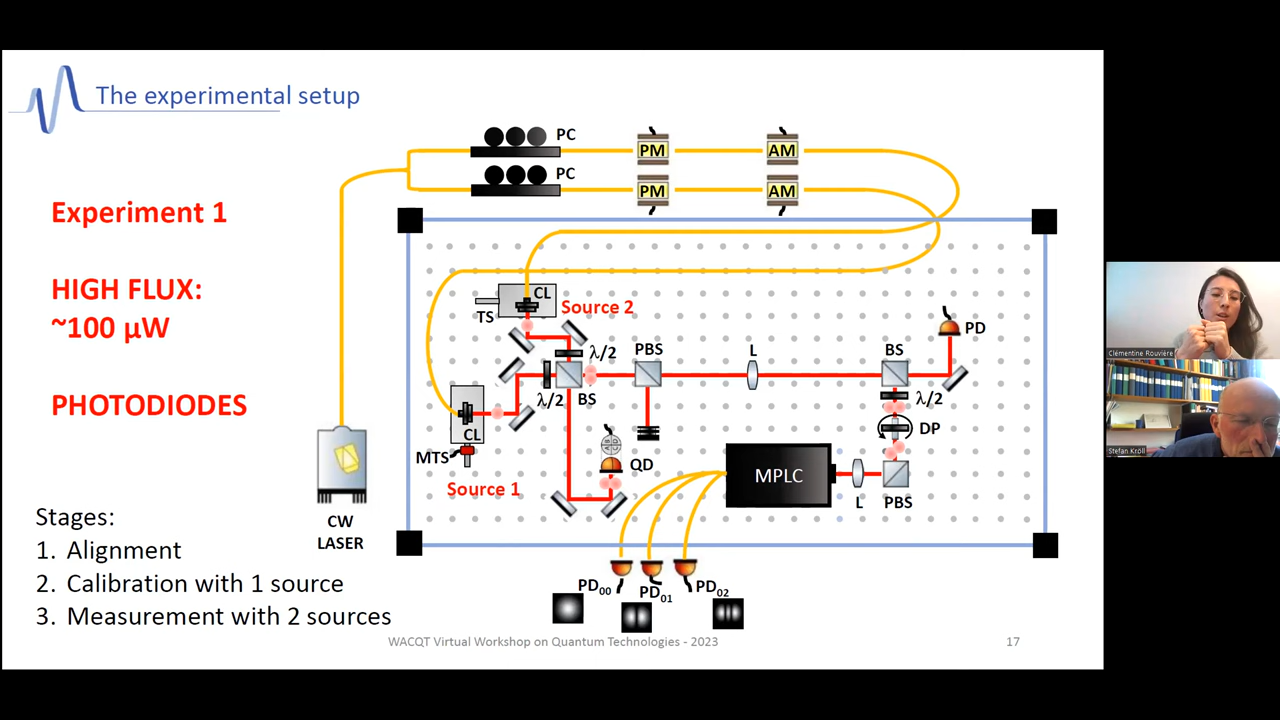 The experimental setup
Experiment 1
HIGH FLUX:
~100 µW
PHOTODIODES
Stages:
1. Alignment
2. Calibration with 1 source
3. Measurement with 2 sources
PC
PM
AM
PC
PM
AM
CL
TS
Source 2
λ/2
PBS
L
BS
PD
λ/2
BS
λ/2
CL
DP
MTS
QD
MPLC
Source 1
L
PBS
CW
LASER
PD00
PD01
PD02
WACQT Virtual Workshop on Quantum Technologies - 2023
17
Clémentine Rouvière
Stefan Kröll